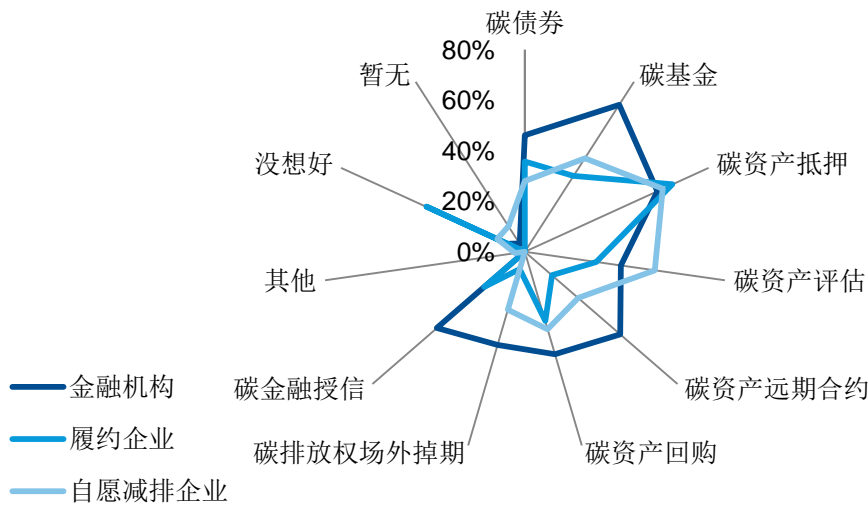 碳债券
80%
碳基金
暂无
60%
碳资产抵押
没想好
40%
20%
0%
其他
碳资产评估
碳金融授信
碳资产远期合约
碳排放权场外掉期
碳资产回购
金融机构
履约企业
自愿减排企业